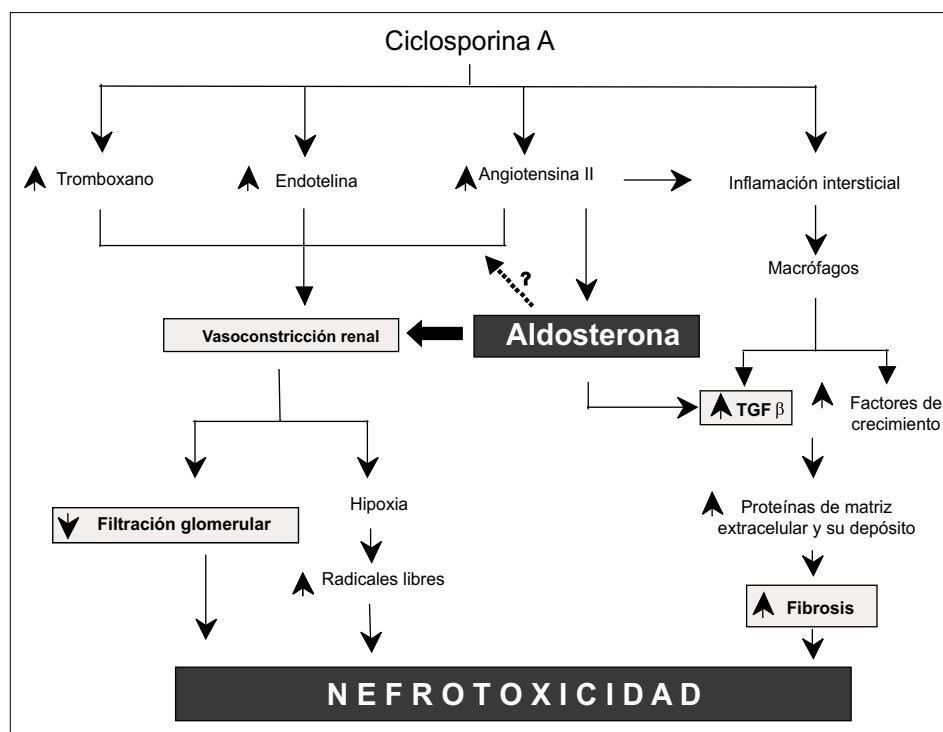 Ciclosporina A
Tromboxano
Endotelina
Angiotensina II
Inflamación intersticial
Macrófagos
?
Vasoconstricción renal
Aldosterona
TGF β
Factores de
crecimiento
Filtración glomerular
Hipoxia
Proteínas de matriz
extracelular y su depósito
Radicales libres
Fibrosis
NEFROTOXICIDAD